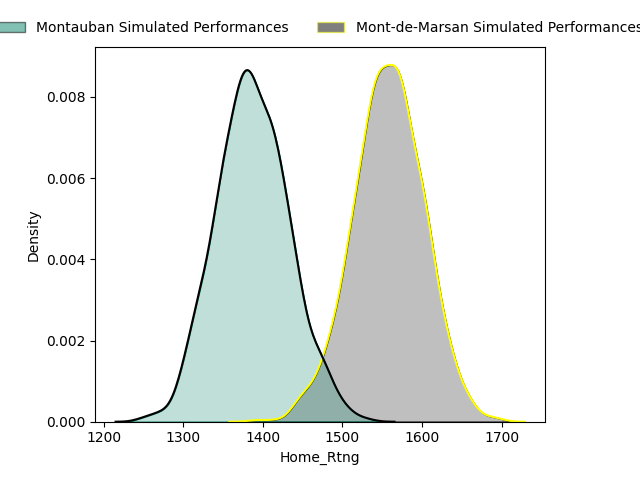 Montauban Simulated Performances Mont-de-Marsan Simulated Performances
0.008
0.006
0.004
0.002
0.000
Density
1200 1300 1400 1500 1600 1700
Home_Rtng